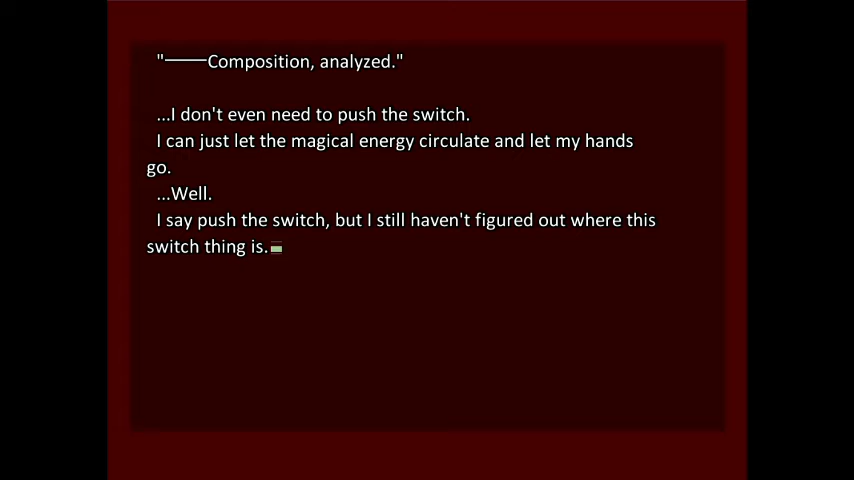 "───Composition, analyzed."
...I don't even need to push the switch.
I can just let the magical energy circulate and let my hands
go.
...Well.
I say push the switch, but I still haven't figured out where this
switch thing is.